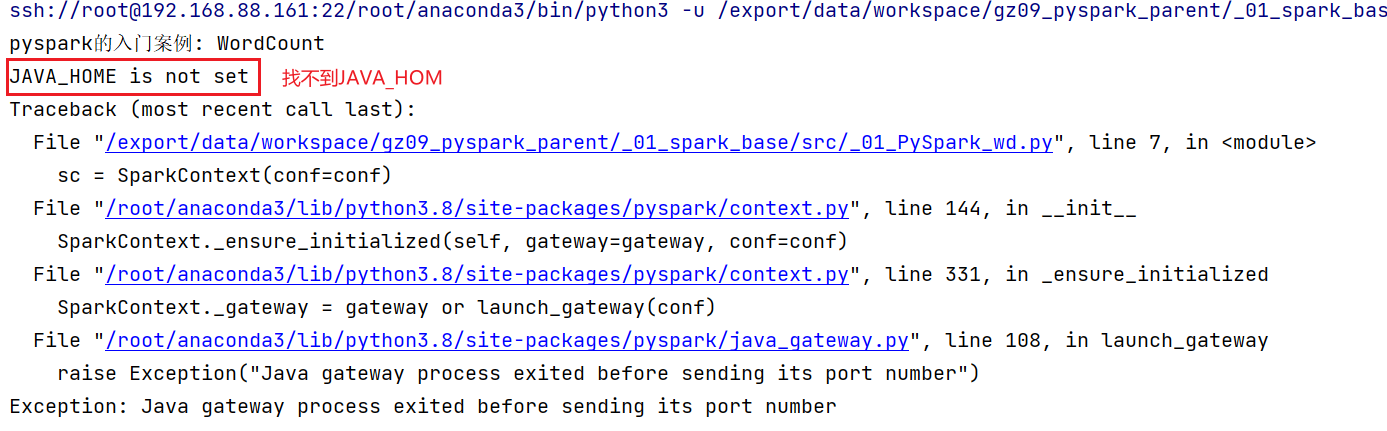 ssh://root@192.168.88.161:22/root/anaconda3/bin/python3 -u /export/data/workspace/gz09_pyspark_parent/_01_spark_bas
pyspark的入门案例: WordCount
JAVA_HOME is not set 找不到JAVA_HOM
Traceback (most recent call last):
  File "/export/data/workspace/gz09_pyspark_parent/_01_spark_base/src/_01_PySpark_wd.py", line 7, in <module>
    sc = SparkContext(conf=conf)
  File "/root/anaconda3/lib/python3.8/site-packages/pyspark/context.py", line 144, in __init__
    SparkContext._ensure_initialized(self, gateway=gateway, conf=conf)
  File "/root/anaconda3/lib/python3.8/site-packages/pyspark/context.py", line 331, in _ensure_initialized
    SparkContext._gateway = gateway or launch_gateway(conf)
  File "/root/anaconda3/lib/python3.8/site-packages/pyspark/java_gateway.py", line 108, in launch_gateway
    raise Exception("Java gateway process exited before sending its port number")
Exception: Java gateway process exited before sending its port number